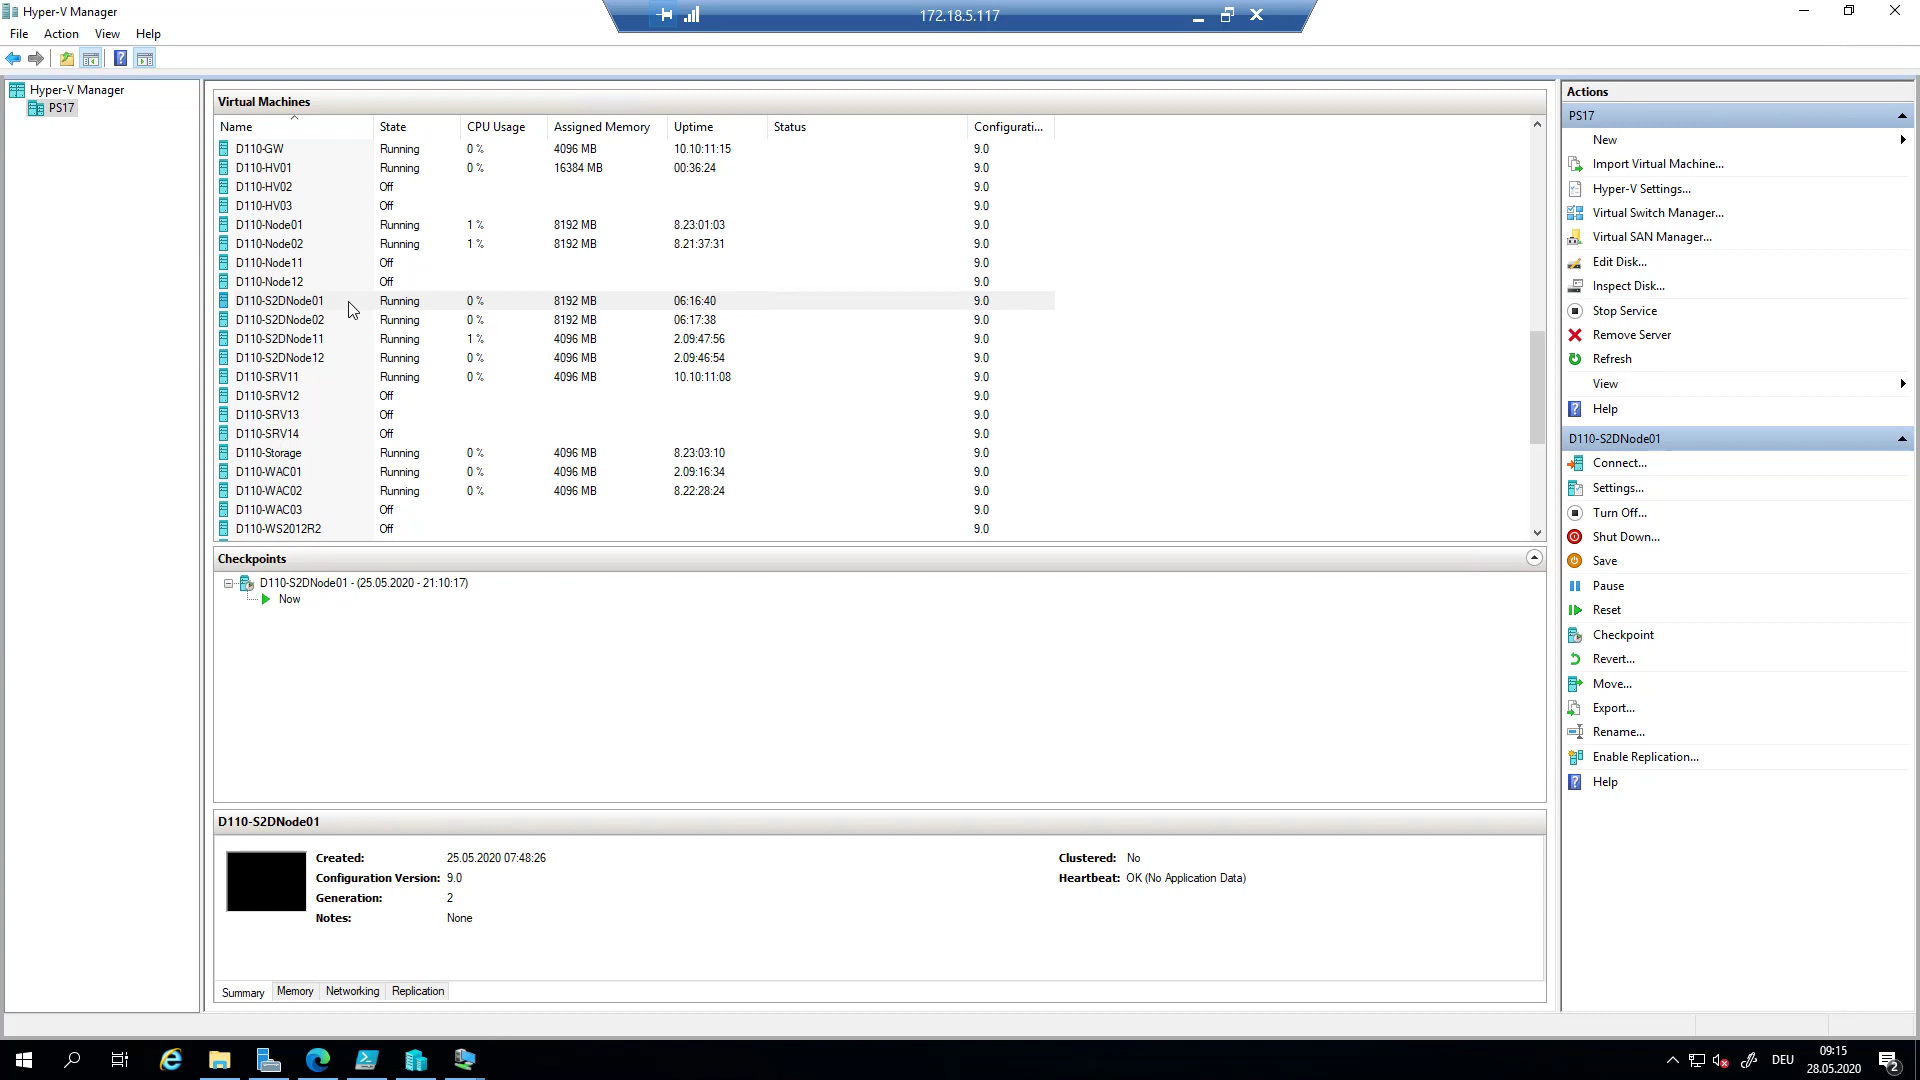 Hyper-V Manager
172.18.5.117
File Action View Help
Hyper-V Manager
PS17
Virtual Machines
Name State CPU Usage Assigned Memory Uptime Status Configurati...
D110-GW Running 0 % 4096 MB 10.10:11:15 9.0
D110-HV01 Running 0 % 16384 MB 00:36:24 9.0
D110-HV02 Off 9.0
D110-HV03 Off 9.0
D110-Node01 Running 1 % 8192 MB 8.23:01:03 9.0
D110-Node02 Running 1 % 8192 MB 8.21:37:31 9.0
D110-Node11 Off 9.0
D110-Node12 Off 9.0
D110-S2DNode01 Running 0 % 8192 MB 06:16:40 9.0
D110-S2DNode02 Running 0 % 8192 MB 06:17:38 9.0
D110-S2DNode11 Running 1 % 4096 MB 2.09:47:56 9.0
D110-S2DNode12 Running 0 % 4096 MB 2.09:46:54 9.0
D110-SRV11 Running 0 % 4096 MB 10.10:11:08 9.0
D110-SRV12 Off 9.0
D110-SRV13 Off 9.0
D110-SRV14 Off 9.0
D110-Storage Running 0 % 4096 MB 8.23:03:10 9.0
D110-WAC01 Running 0 % 4096 MB 2.09:16:34 9.0
D110-WAC02 Running 0 % 4096 MB 8.22:28:24 9.0
D110-WAC03 Off 9.0
D110-WS2012R2 Off 9.0
Checkpoints
D110-S2DNode01 - (25.05.2020 - 21:10:17)
Now
D110-S2DNode01
Created: 25.05.2020 07:48:26 Clustered: No
Configuration Version: 9.0 Heartbeat: OK (No Application Data)
Generation: 2
Notes: None
Summary Memory Networking Replication
Actions
PS17
New
Import Virtual Machine...
Hyper-V Settings...
Virtual Switch Manager...
Virtual SAN Manager...
Edit Disk...
Inspect Disk...
Stop Service
Remove Server
Refresh
View
Help
D110-S2DNode01
Connect...
Settings...
Turn Off...
Shut Down...
Save
Pause
Reset
Checkpoint
Revert...
Move...
Export...
Rename...
Enable Replication...
Help
DEU
09:15
28.05.2020
2